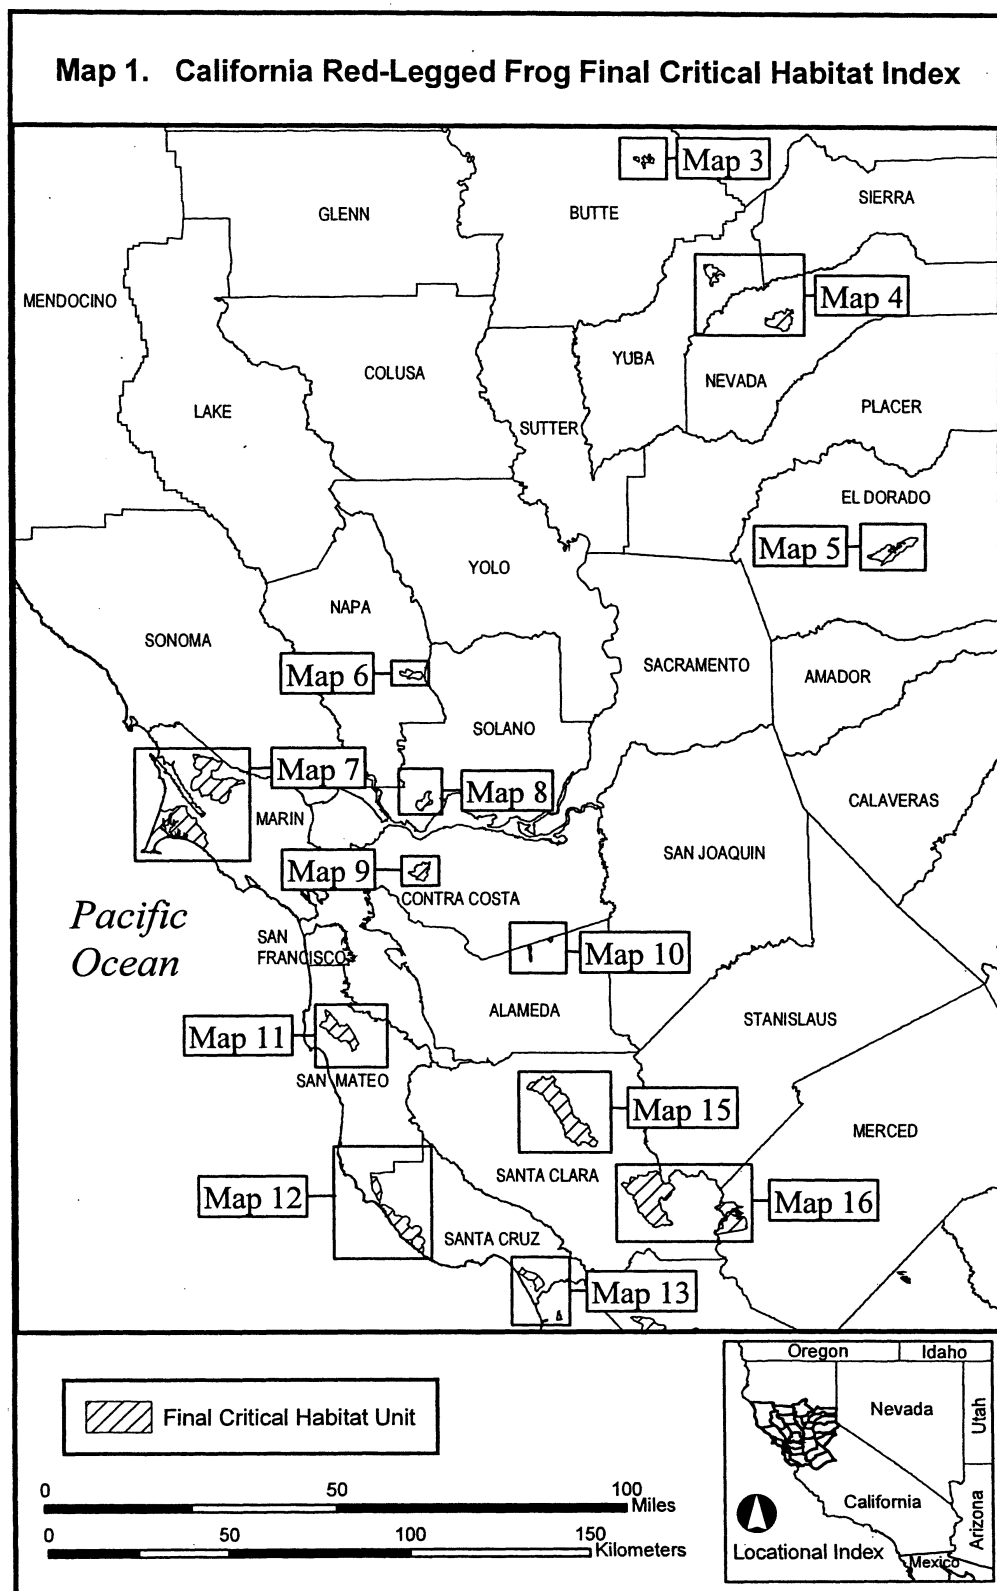 Map 1. California Red-Legged Frog Final Critical Habitat Index
Map 3
SIERRA
GLENN
BUTTE
MENDOCINO
Map 4
COLUSA
YUBA
NEVADA
LAKE
PLACER
SUTTER
EL DORADO
Map 5
YOLO
NAPA
SONOMA
SACRAMENTO
Map 6
AMADOR
SOLANO
Map 7
Map 8
MARIN
CALAVERAS
SAN JOAQUIN
Map 9
CONTRA COSTA
Pacific
Ocean
SAN
FRANCISCO
Map 10
ALAMEDA
STANISLAUS
Map 11
SAN MATEO
Map 15
MERCED
SANTA CLARA
Map 12
Map 16
SANTA CRUZ
Map 13
Final Critical Habitat Unit
0 50 100
Miles
0 50 100 150
Kilometers
Oregon
Idaho
Nevada
Utah
California
Arizona
Locational Index
Mexico